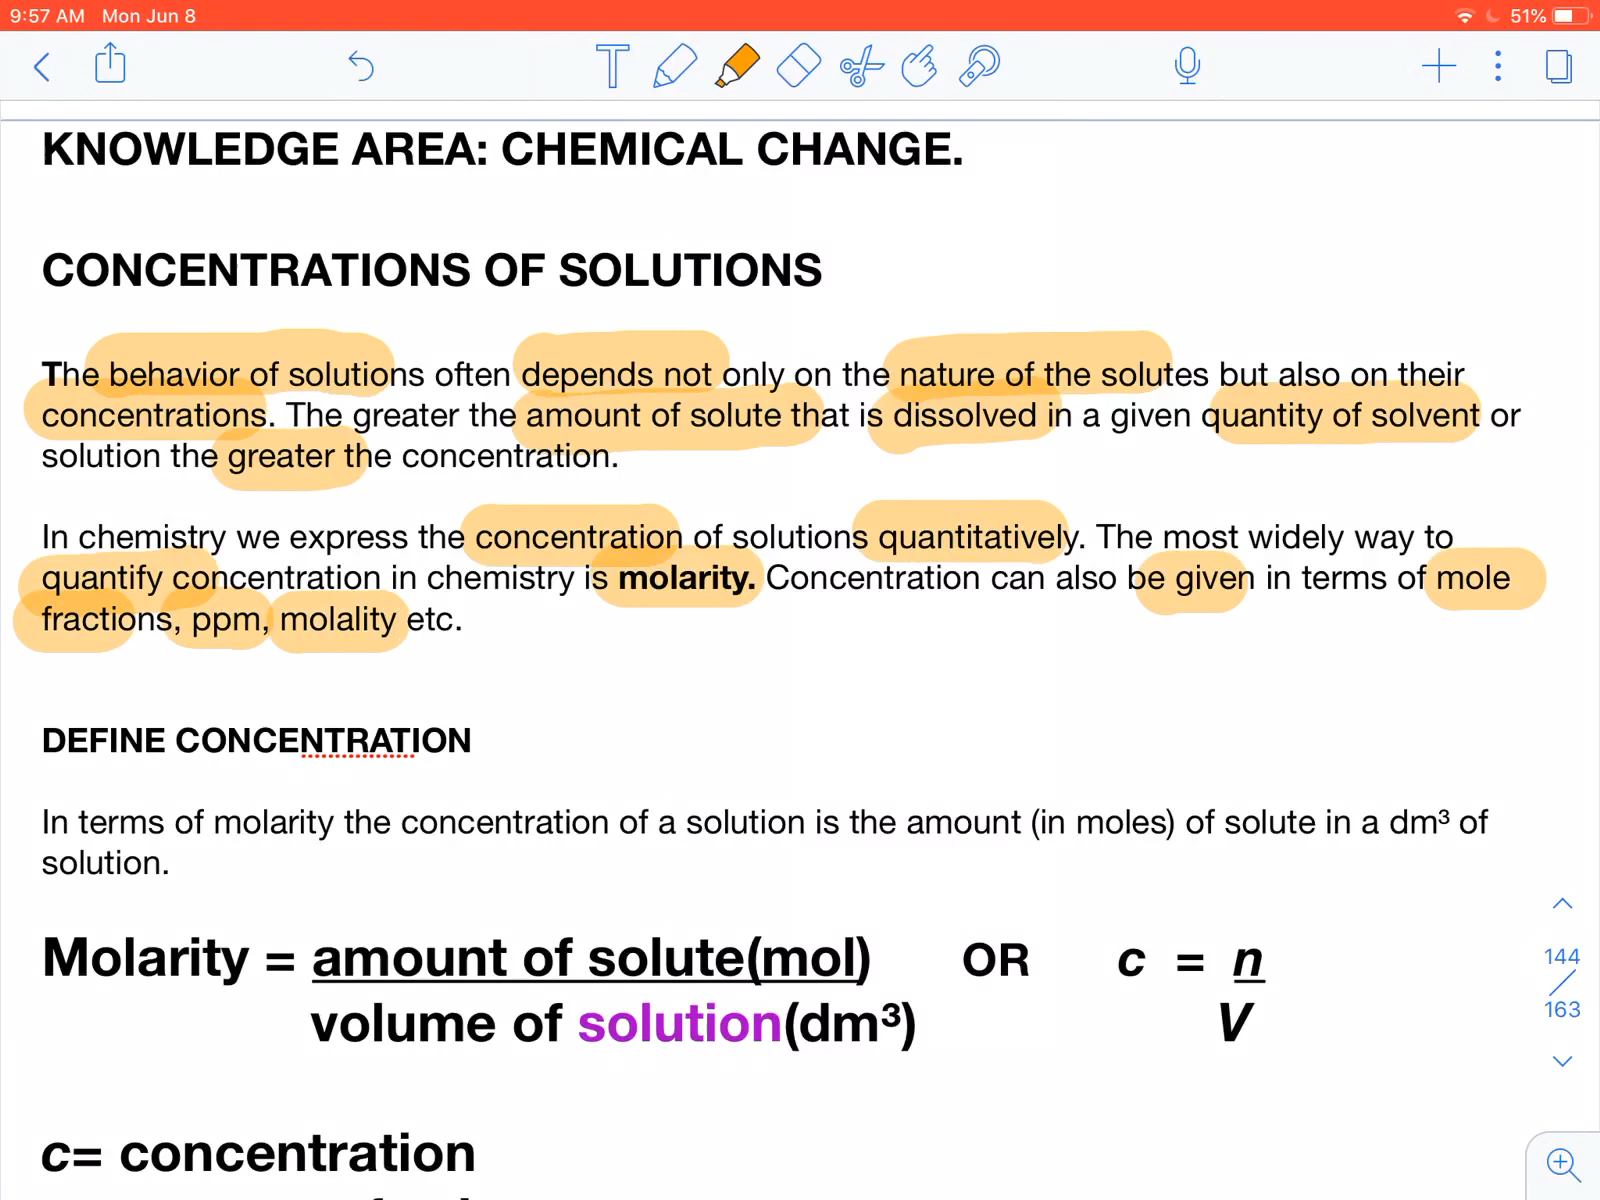 9:57 AM Mon Jun 8 51%
KNOWLEDGE AREA: CHEMICAL CHANGE.
CONCENTRATIONS OF SOLUTIONS
The behavior of solutions often depends not only on the nature of the solutes but also on their
concentrations. The greater the amount of solute that is dissolved in a given quantity of solvent or
solution the greater the concentration.
In chemistry we express the concentration of solutions quantitatively. The most widely way to
quantify concentration in chemistry is molarity. Concentration can also be given in terms of mole
fractions, ppm, molality etc.
DEFINE CONCENTRATION
In terms of molarity the concentration of a solution is the amount (in moles) of solute in a dm³ of
solution.
Molarity = amount of solute(mol) OR c = n
volume of solution(dm³) V
144
163
c= concentration